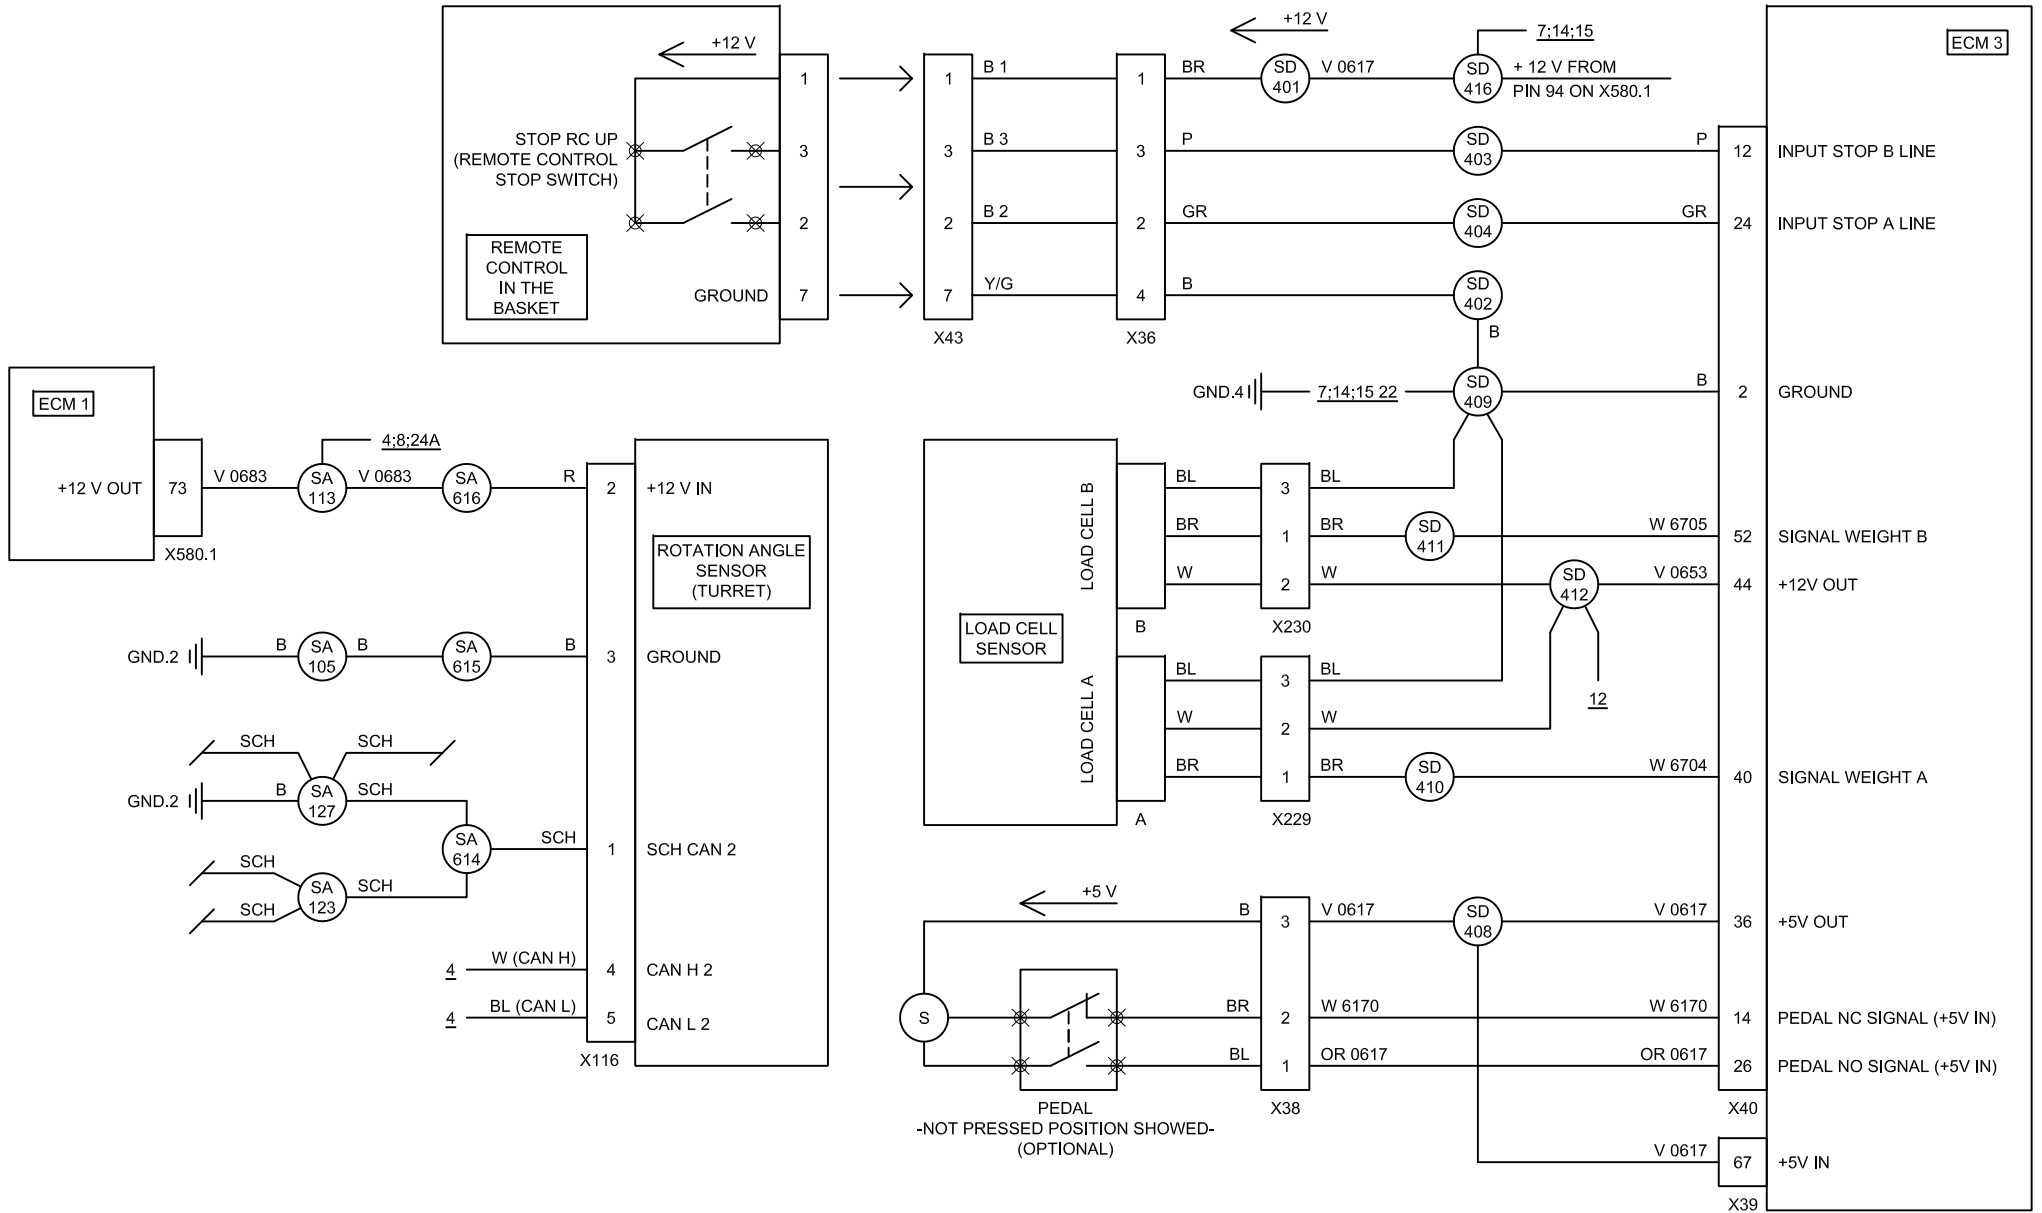 +12 V
7;14;15
ECM 3
+12 V
1
1
B 1
1
BR
SD 401
V 0617
SD 416
+ 12 V FROM
PIN 94 ON X580.1
STOP RC UP
(REMOTE CONTROL
STOP SWITCH)
3
3
B 3
3
P
SD 403
P
12
INPUT STOP B LINE
2
2
B 2
2
GR
SD 404
GR
24
INPUT STOP A LINE
REMOTE
CONTROL
IN THE
BASKET
GROUND
7
7
Y/G
4
B
SD 402
X43
X36
B
GND.4
7;14;15 22
SD 409
B
2
GROUND
ECM 1
4;8;24A
+12 V OUT
73
V 0683
SA 113
V 0683
SA 616
R
2
+12 V IN
X580.1
ROTATION ANGLE
SENSOR
(TURRET)
GND.2
B
SA 105
B
SA 615
B
3
GROUND
SCH
SCH
GND.2
B
SA 127
SCH
SA 614
SCH
1
SCH CAN 2
SCH
SA 123
SCH
SCH
4
W (CAN H)
4
CAN H 2
4
BL (CAN L)
5
CAN L 2
X116
LOAD CELL B
BL
3
BL
BR
1
BR
SD 411
W 6705
52
SIGNAL WEIGHT B
W
2
W
SD 412
V 0653
44
+12V OUT
B
X230
LOAD CELL
SENSOR
LOAD CELL A
BL
3
BL
12
W
2
W
BR
1
BR
SD 410
W 6704
40
SIGNAL WEIGHT A
A
X229
+5 V
B
3
V 0617
SD 408
V 0617
36
+5V OUT
S
BR
2
W 6170
W 6170
14
PEDAL NC SIGNAL (+5V IN)
BL
1
OR 0617
OR 0617
26
PEDAL NO SIGNAL (+5V IN)
PEDAL
-NOT PRESSED POSITION SHOWED-
(OPTIONAL)
X38
X40
V 0617
67
+5V IN
X39